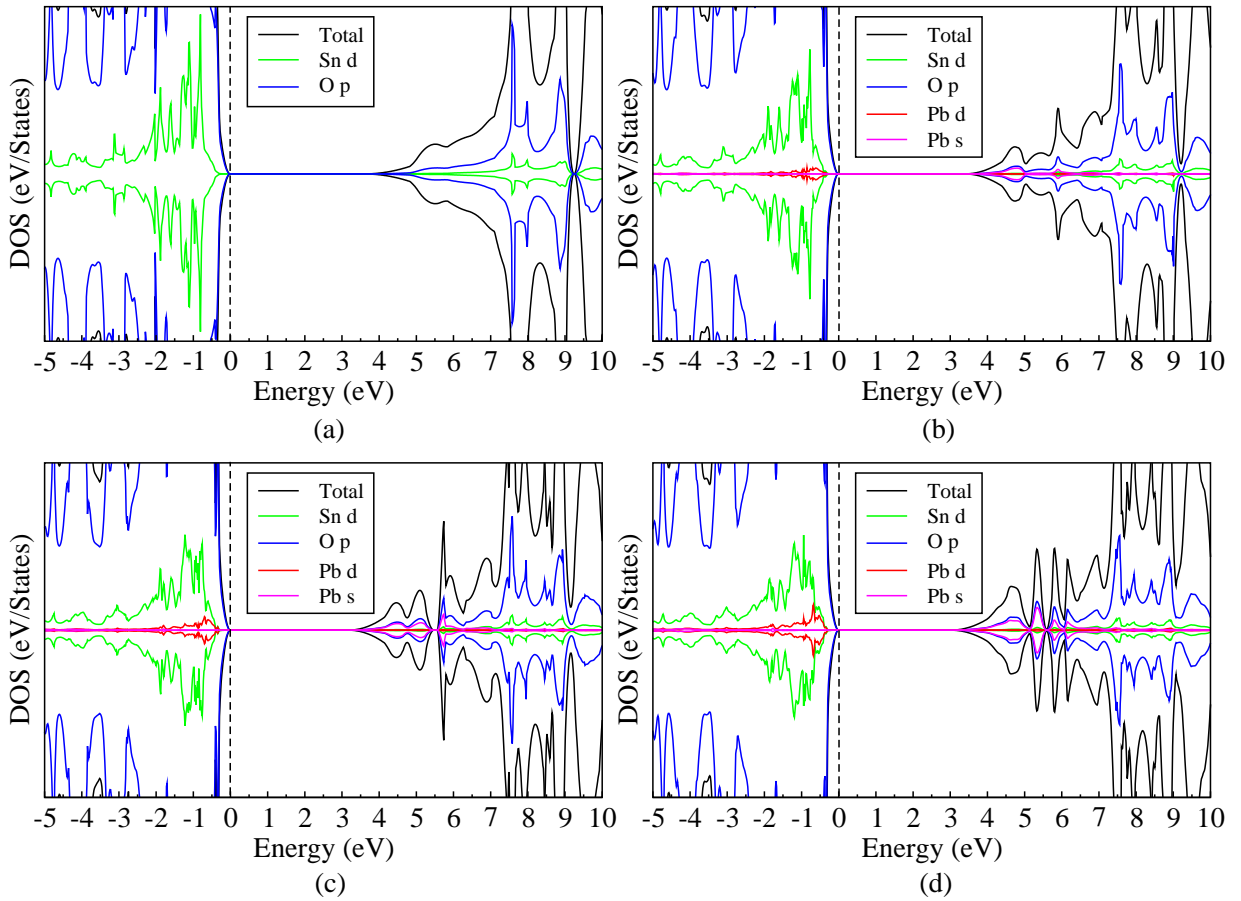 DOS (eV/States)
Total
Sn d
O p
-5 -4 -3 -2 -1 0 1 2 3 4 5 6 7 8 9 10
Energy (eV)
(a)
DOS (eV/States)
Total
Sn d
O p
Pb d
Pb s
-5 -4 -3 -2 -1 0 1 2 3 4 5 6 7 8 9 10
Energy (eV)
(b)
DOS (eV/States)
Total
Sn d
O p
Pb d
Pb s
-5 -4 -3 -2 -1 0 1 2 3 4 5 6 7 8 9 10
Energy (eV)
(c)
DOS (eV/States)
Total
Sn d
O p
Pb d
Pb s
-5 -4 -3 -2 -1 0 1 2 3 4 5 6 7 8 9 10
Energy (eV)
(d)